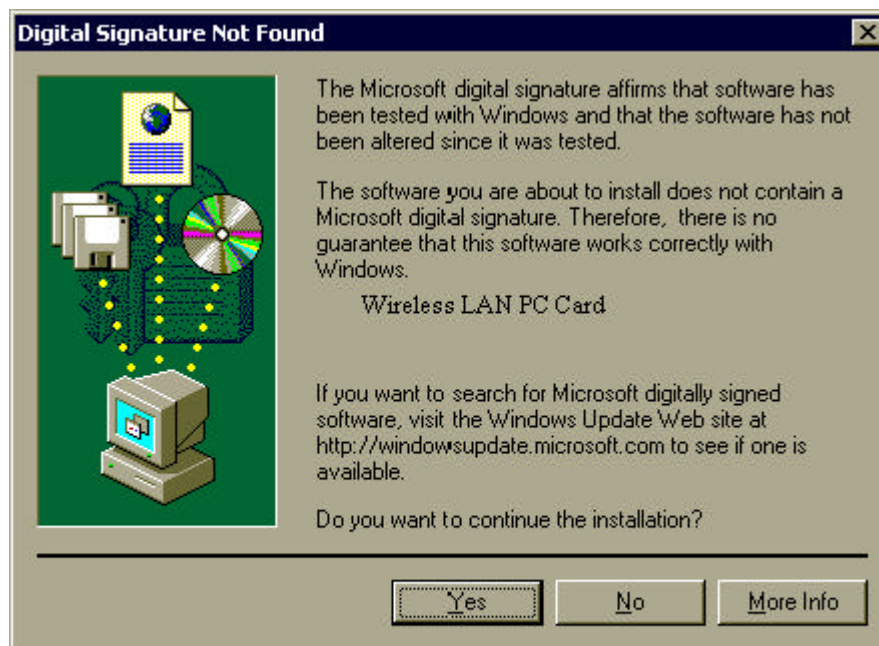 Digital Signature Not Found
The Microsoft digital signature affirms that software has
been tested with Windows and that the software has not
been altered since it was tested.
The software you are about to install does not contain a
Microsoft digital signature. Therefore, there is no
guarantee that this software works correctly with
Windows.
Wireless LAN PC Card
If you want to search for Microsoft digitally signed
software, visit the Windows Update Web site at
http://windowsupdate.microsoft.com to see if one is
available.
Do you want to continue the installation?
Yes No More Info